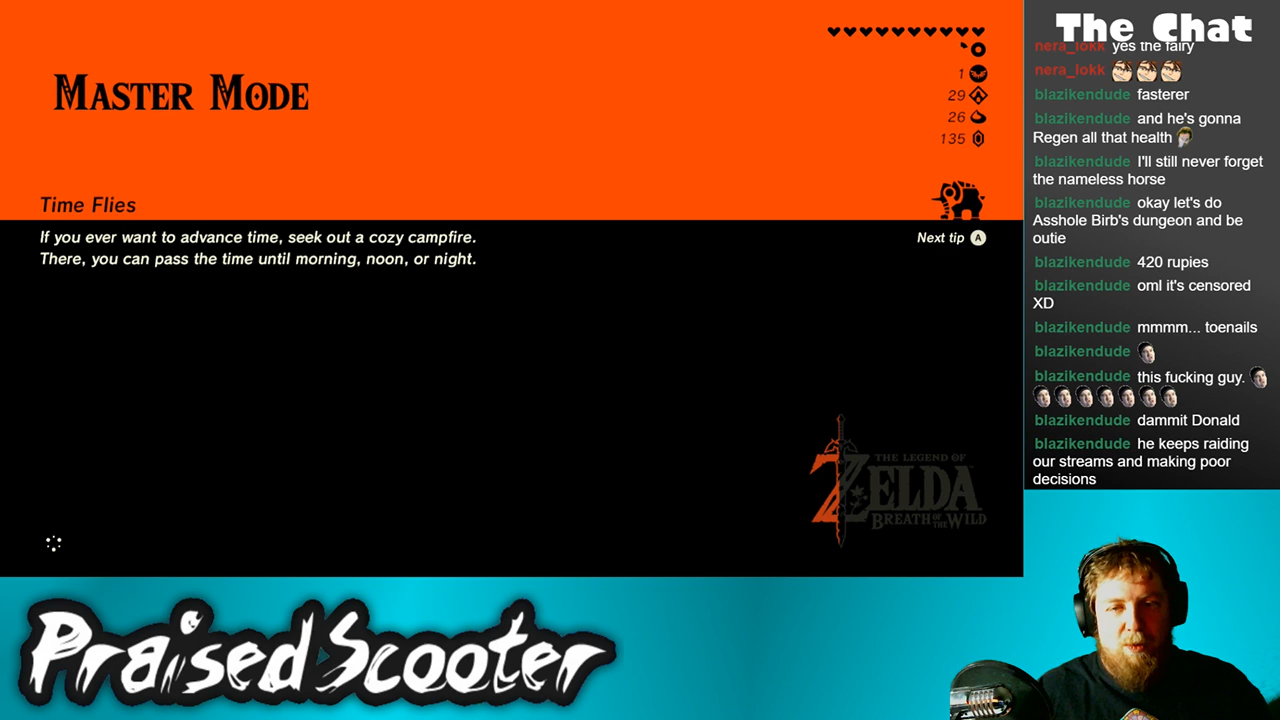 Master Mode
1
29
26
135
Time Flies
If you ever want to advance time, seek out a cozy campfire.
There, you can pass the time until morning, noon, or night.
Next tip A
THE LEGEND OF
ZELDA
BREATH OF THE WILD
PraisedScooter
The Chat
nera_lokk yes the fairy
nera_lokk
blazikendude fasterer
blazikendude and he's gonna
Regen all that health
blazikendude I'll still never forget
the nameless horse
blazikendude okay let's do
Asshole Birb's dungeon and be
outie
blazikendude 420 rupies
blazikendude oml it's censored
XD
blazikendude mmmm... toenails
blazikendude
blazikendude this fucking guy.
blazikendude dammit Donald
blazikendude he keeps raiding
our streams and making poor
decisions